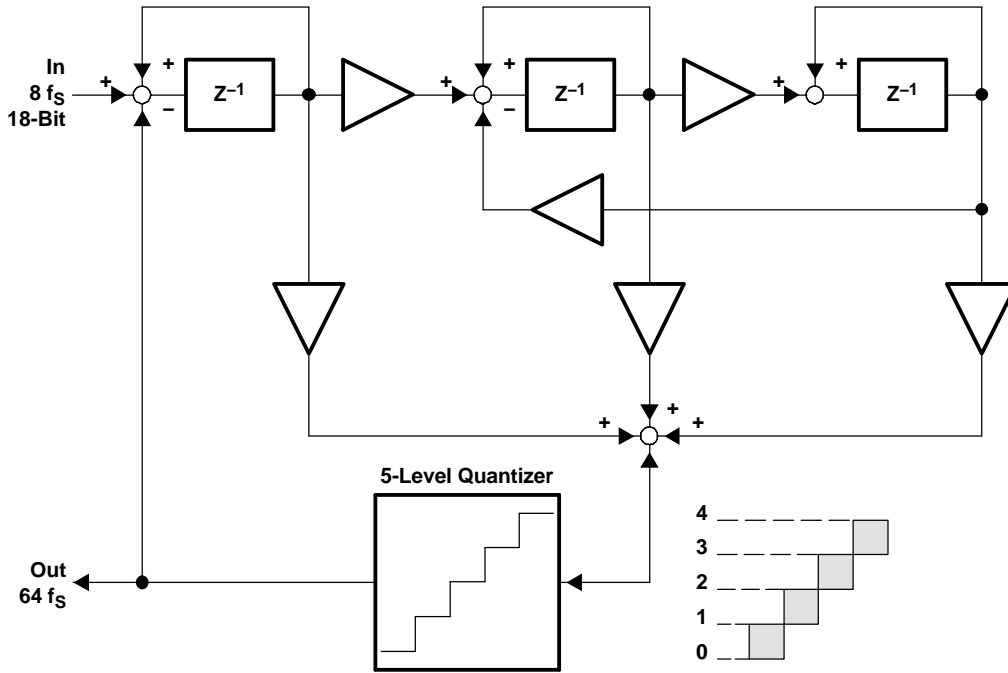 In
8 fS
18-Bit
+
+
−
Z−1
+
+
−
Z−1
+
+
Z−1
+
+
+
5-Level Quantizer
Out
64 fS
4
3
2
1
0